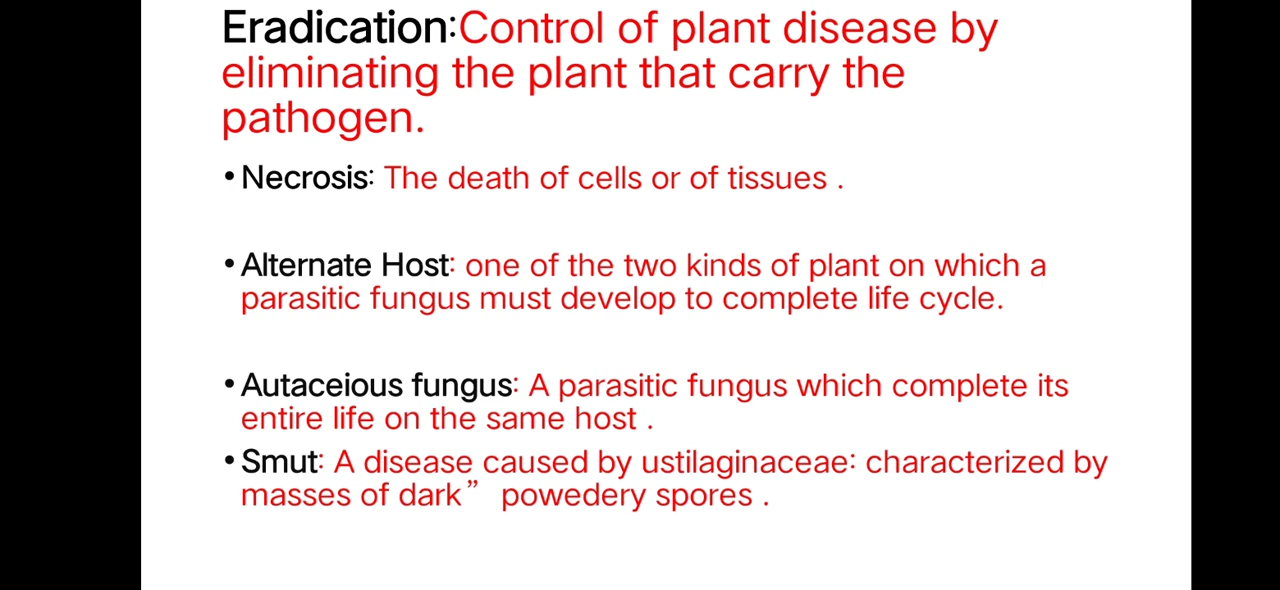 Eradication:Control of plant disease by
eliminating the plant that carry the
pathogen.
• Necrosis: The death of cells or of tissues .
• Alternate Host: one of the two kinds of plant on which a
parasitic fungus must develop to complete life cycle.
• Autaceious fungus: A parasitic fungus which complete its
entire life on the same host .
• Smut: A disease caused by ustilaginaceae: characterized by
masses of dark” powedery spores .